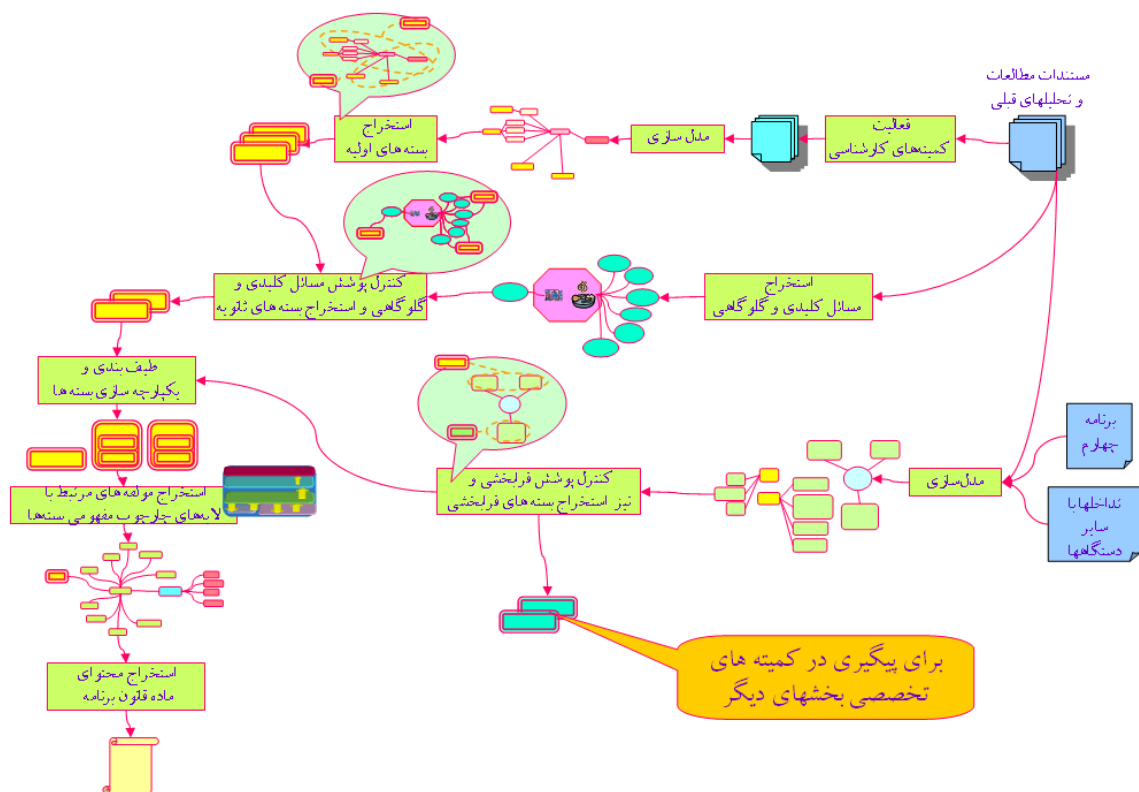 مستندات مطالعات
و تحلیلهای قبلی
فعالیت
کمیته‌های کارشناسی
مدل سازی
استخراج
بسته های اولیه
استخراج
مسائل کلیدی و گلوگاهی
کنترل پوشش مسائل کلیدی و
گلوگاهی و استخراج بسته های ثانویه
طیف بندی و
یکپارچه سازی بسته ها
برنامه
چهارم
تداخلها با
سایر
دستگاهها
مدل‌سازی
کنترل پوشش فرابخشی و
نیز استخراج بسته های فرابخشی
استخراج مولفه های مرتبط با
لایه‌های چارچوب مفهومی بسته‌ها
برای پیگیری در کمیته های
تخصصی بخشهای دیگر
استخراج محتوای
ماده قانون برنامه